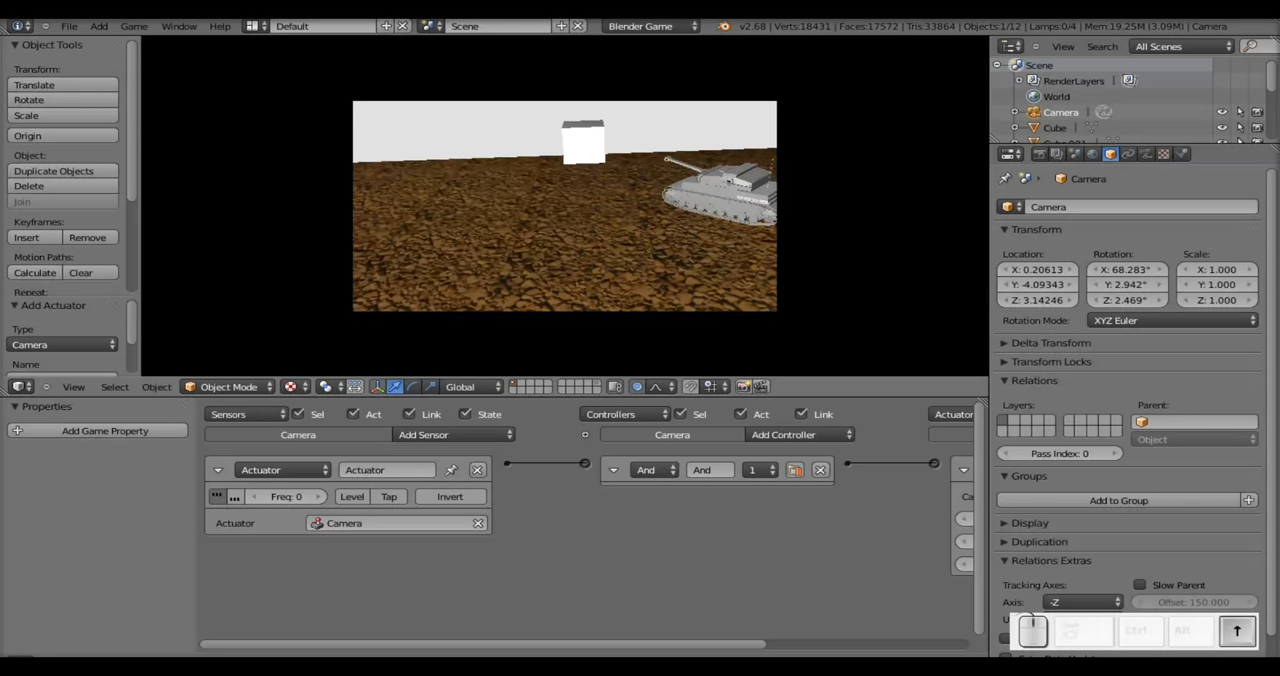 File Add Game Window Help Default Scene Blender Game v2.68 | Verts:18431 | Faces:17572 | Tris:33864 | Objects:1/12 | Lamps:0/4 | Mem:19.25M (3.09M) | Camera
Object Tools
Transform:
Translate
Rotate
Scale
Origin
Object:
Duplicate Objects
Delete
Join
Keyframes:
Insert Remove
Motion Paths:
Calculate Clear
Repeat:
Add Actuator
Type
Camera
Name
View Search All Scenes
Scene
RenderLayers
World
Camera
Cube
Camera
Camera
Transform
Location: Rotation: Scale:
X: 0.20613 X: 68.283° X: 1.000
Y: -4.09343 Y: 2.942° Y: 1.000
Z: 3.14246 Z: 2.469° Z: 1.000
Rotation Mode: XYZ Euler
Delta Transform
Transform Locks
Relations
Layers: Parent:
Object
Pass Index: 0
Groups
Add to Group
Display
Duplication
Relations Extras
Tracking Axes: Slow Parent
Axis: -Z Offset: 150.000
View Select Object Object Mode Global
Properties
Add Game Property
Sensors Sel Act Link State Controllers Sel Act Link Actuator
Camera Add Sensor Camera Add Controller
Actuator Actuator And And 1
Freq: 0 Level Tap Invert Ca
Actuator Camera
Ctrl Alt